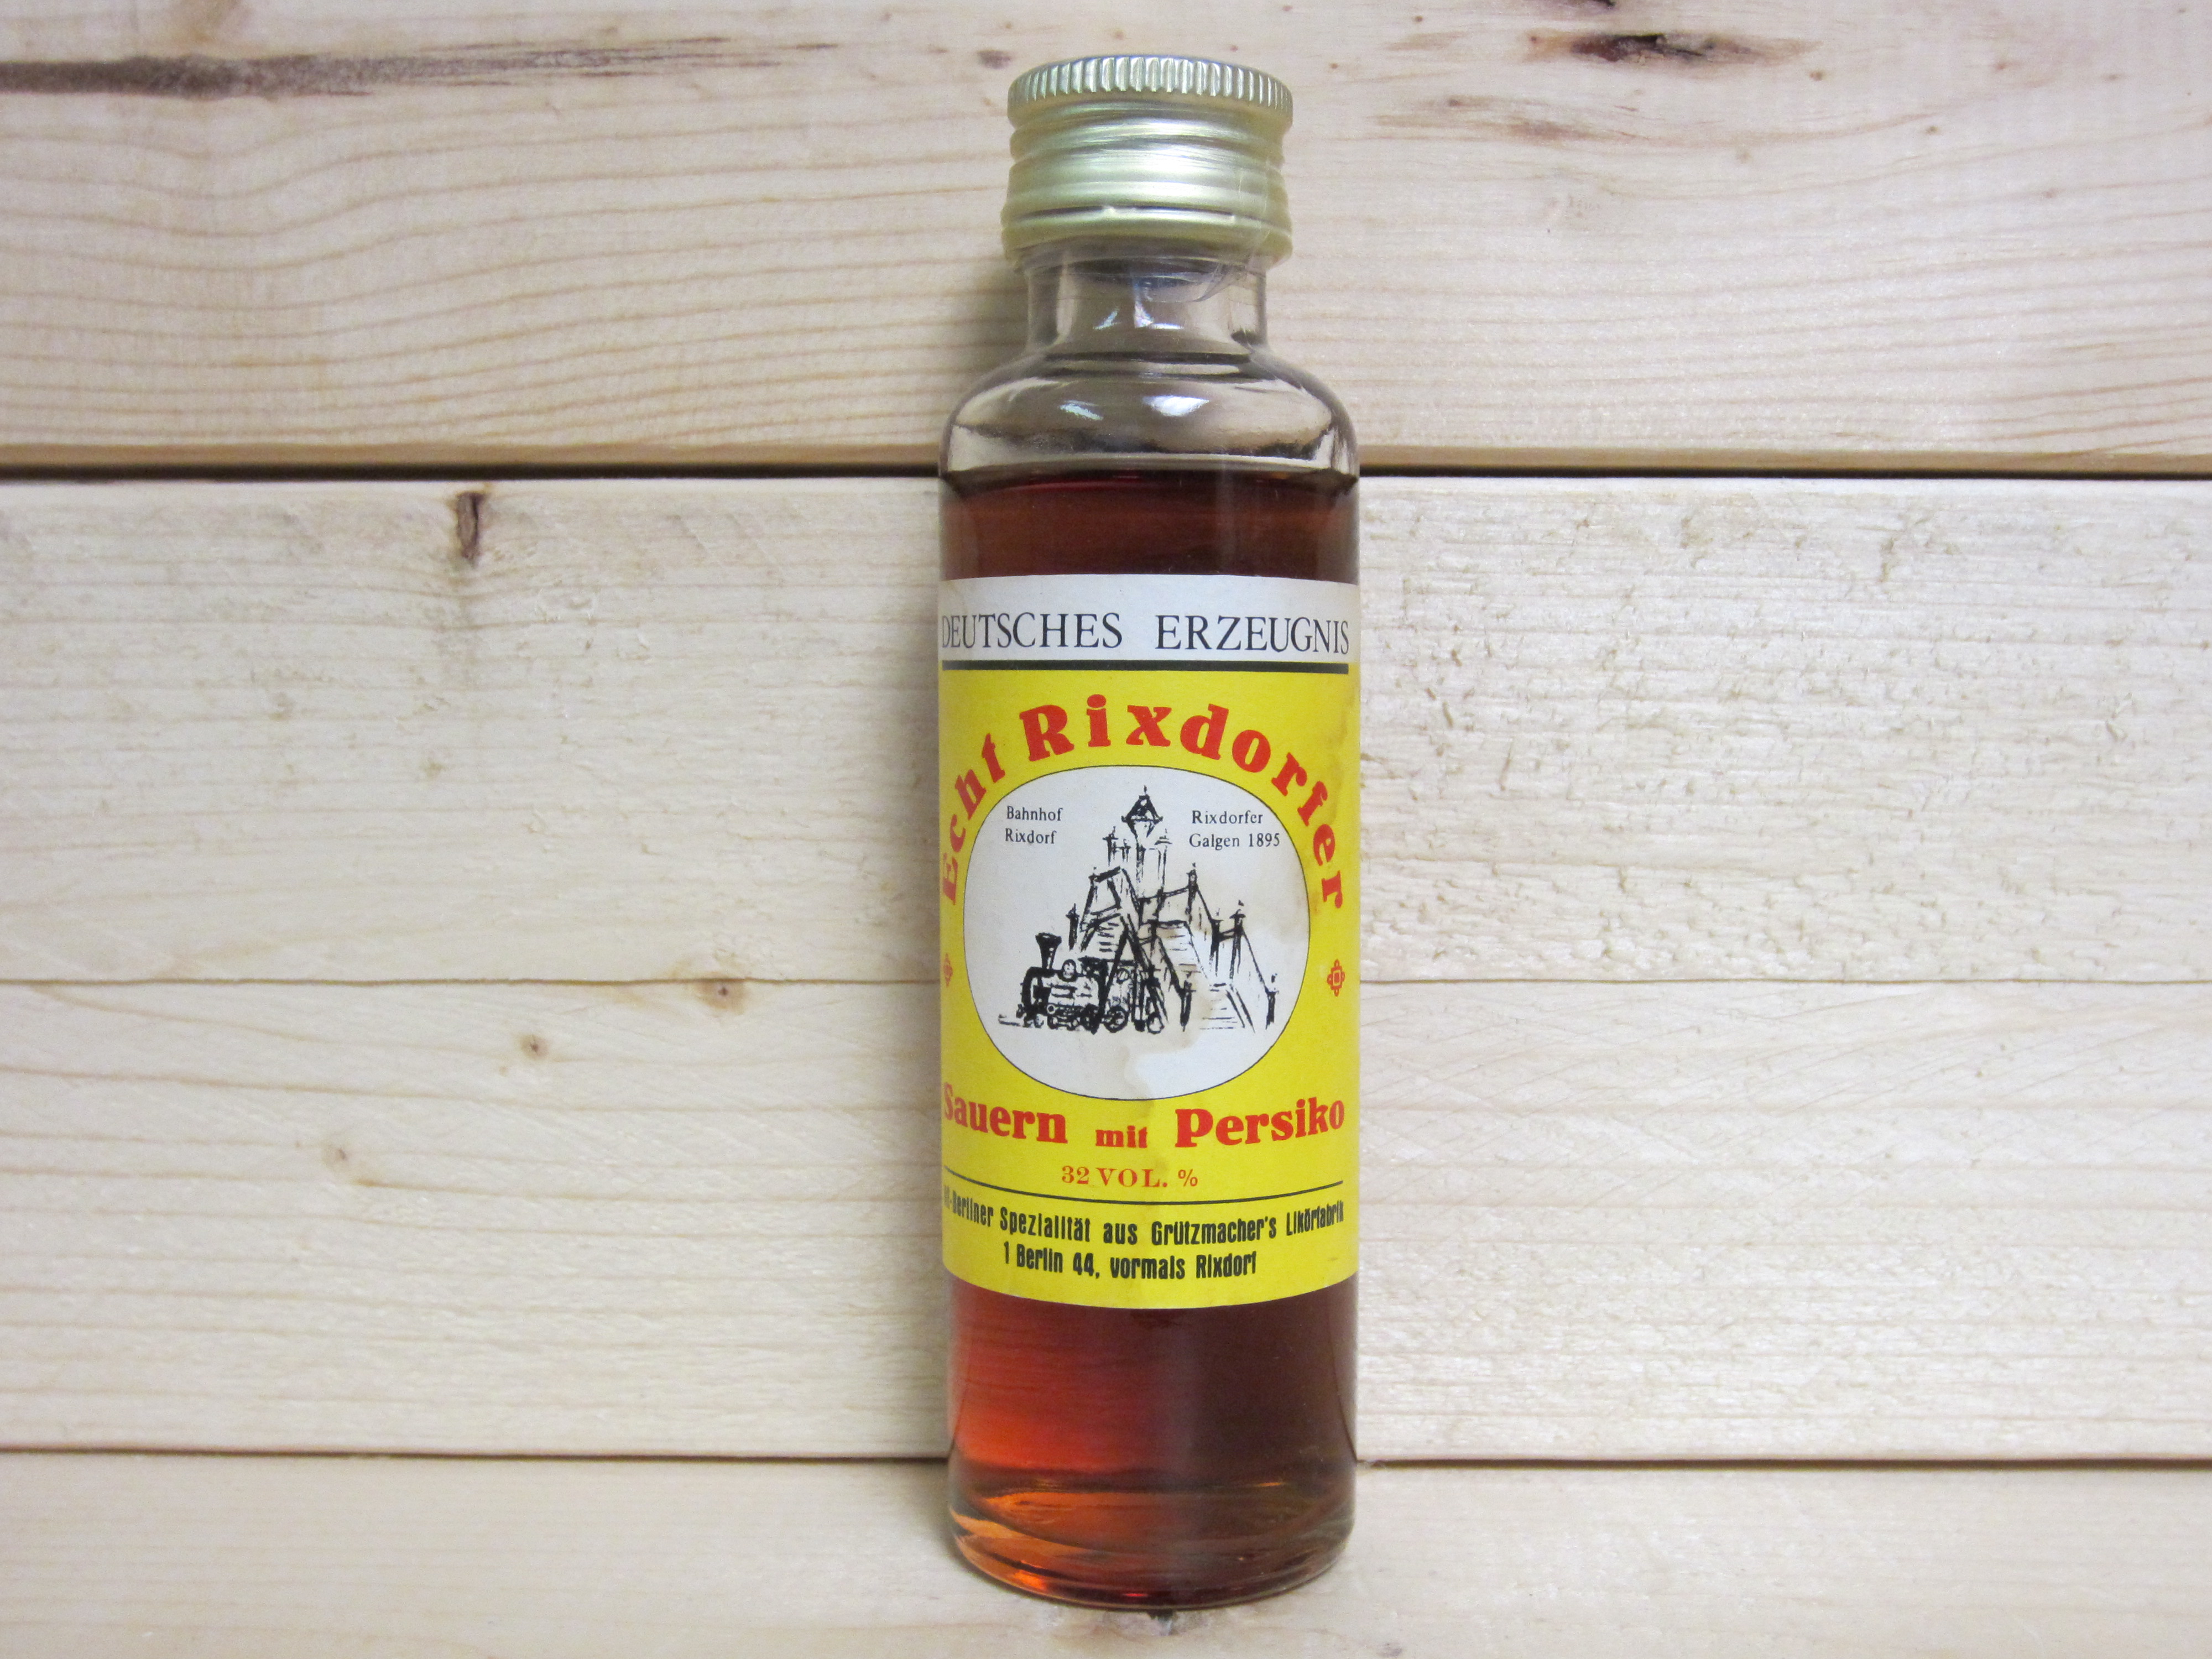 DEUTSCHES ERZEUGNIS
Echt Rixdorfer
Bahnhof
Rixdorf
Rixdorfer
Galgen 1895
Sauern mit Persiko
32 VOL. %
-Berliner Spezialität aus Grützmacher's Likörfabrik
1 Berlin 44, vormals Rixdorf